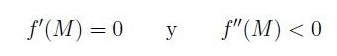 f′(M) = 0 y f″(M) < 0